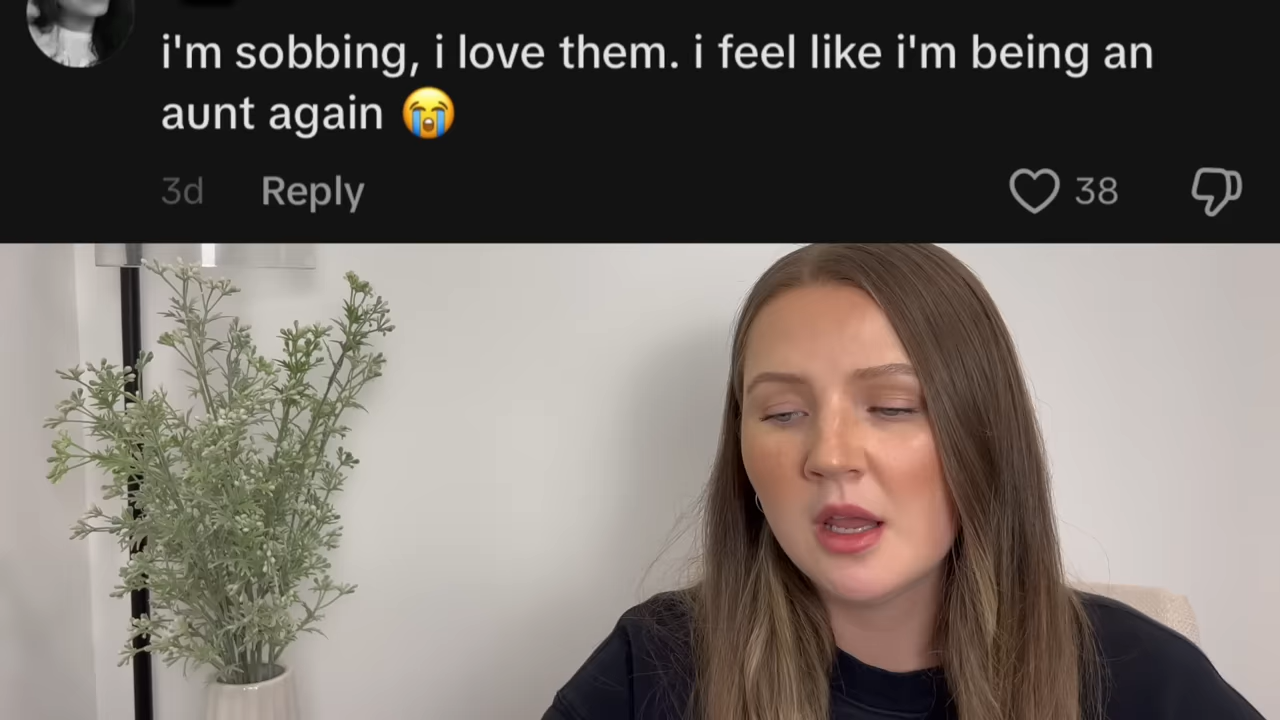 i'm sobbing, i love them. i feel like i'm being an
aunt again 😭
3d Reply 38